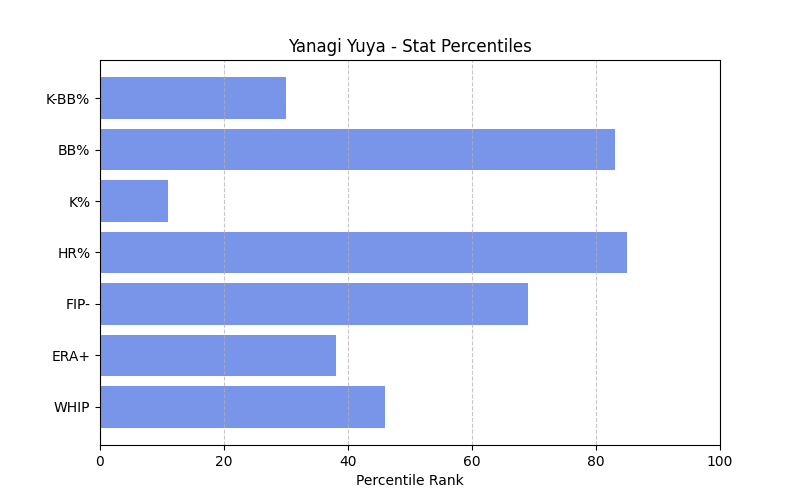 Yanagi Yuya - Stat Percentiles
K-BB%
BB%
K%
HR%
FIP-
ERA+
WHIP
0 20 40 60 80 100
Percentile Rank